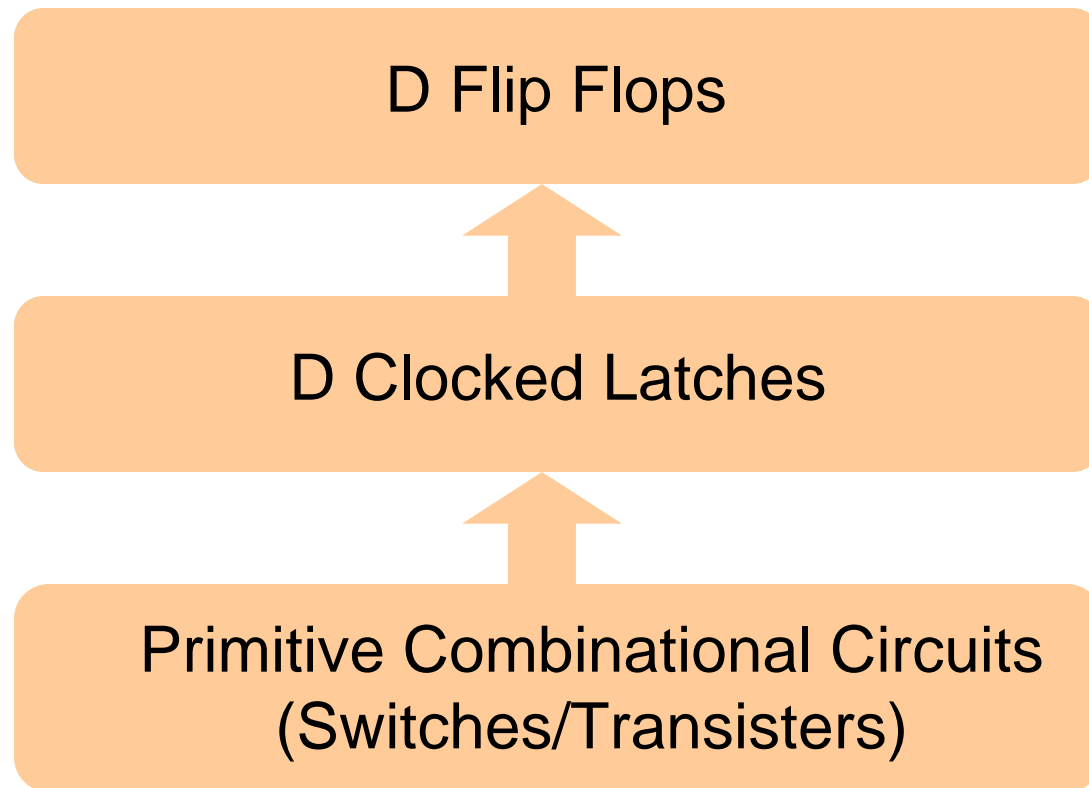 D Flip Flops
D Clocked Latches
Primitive Combinational Circuits
(Switches/Transisters)